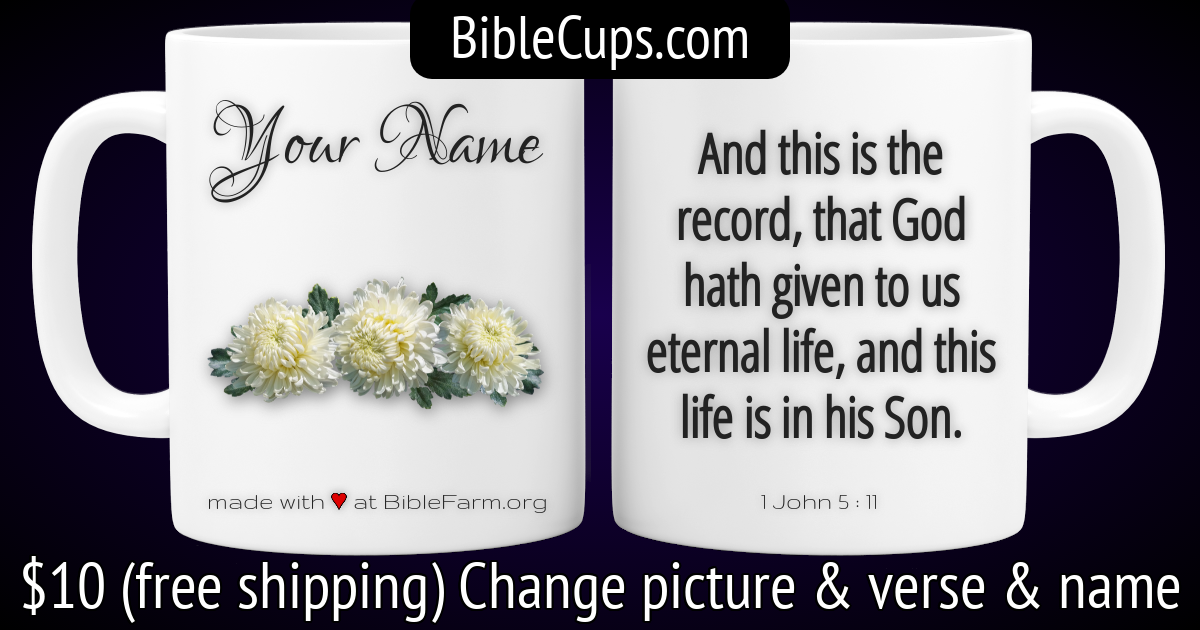 BibleCups.com
Your Name
made with ♥ at BibleFarm.org
And this is the
record, that God
hath given to us
eternal life, and this
life is in his Son.
1 John 5 : 11
$10 (free shipping) Change picture & verse & name